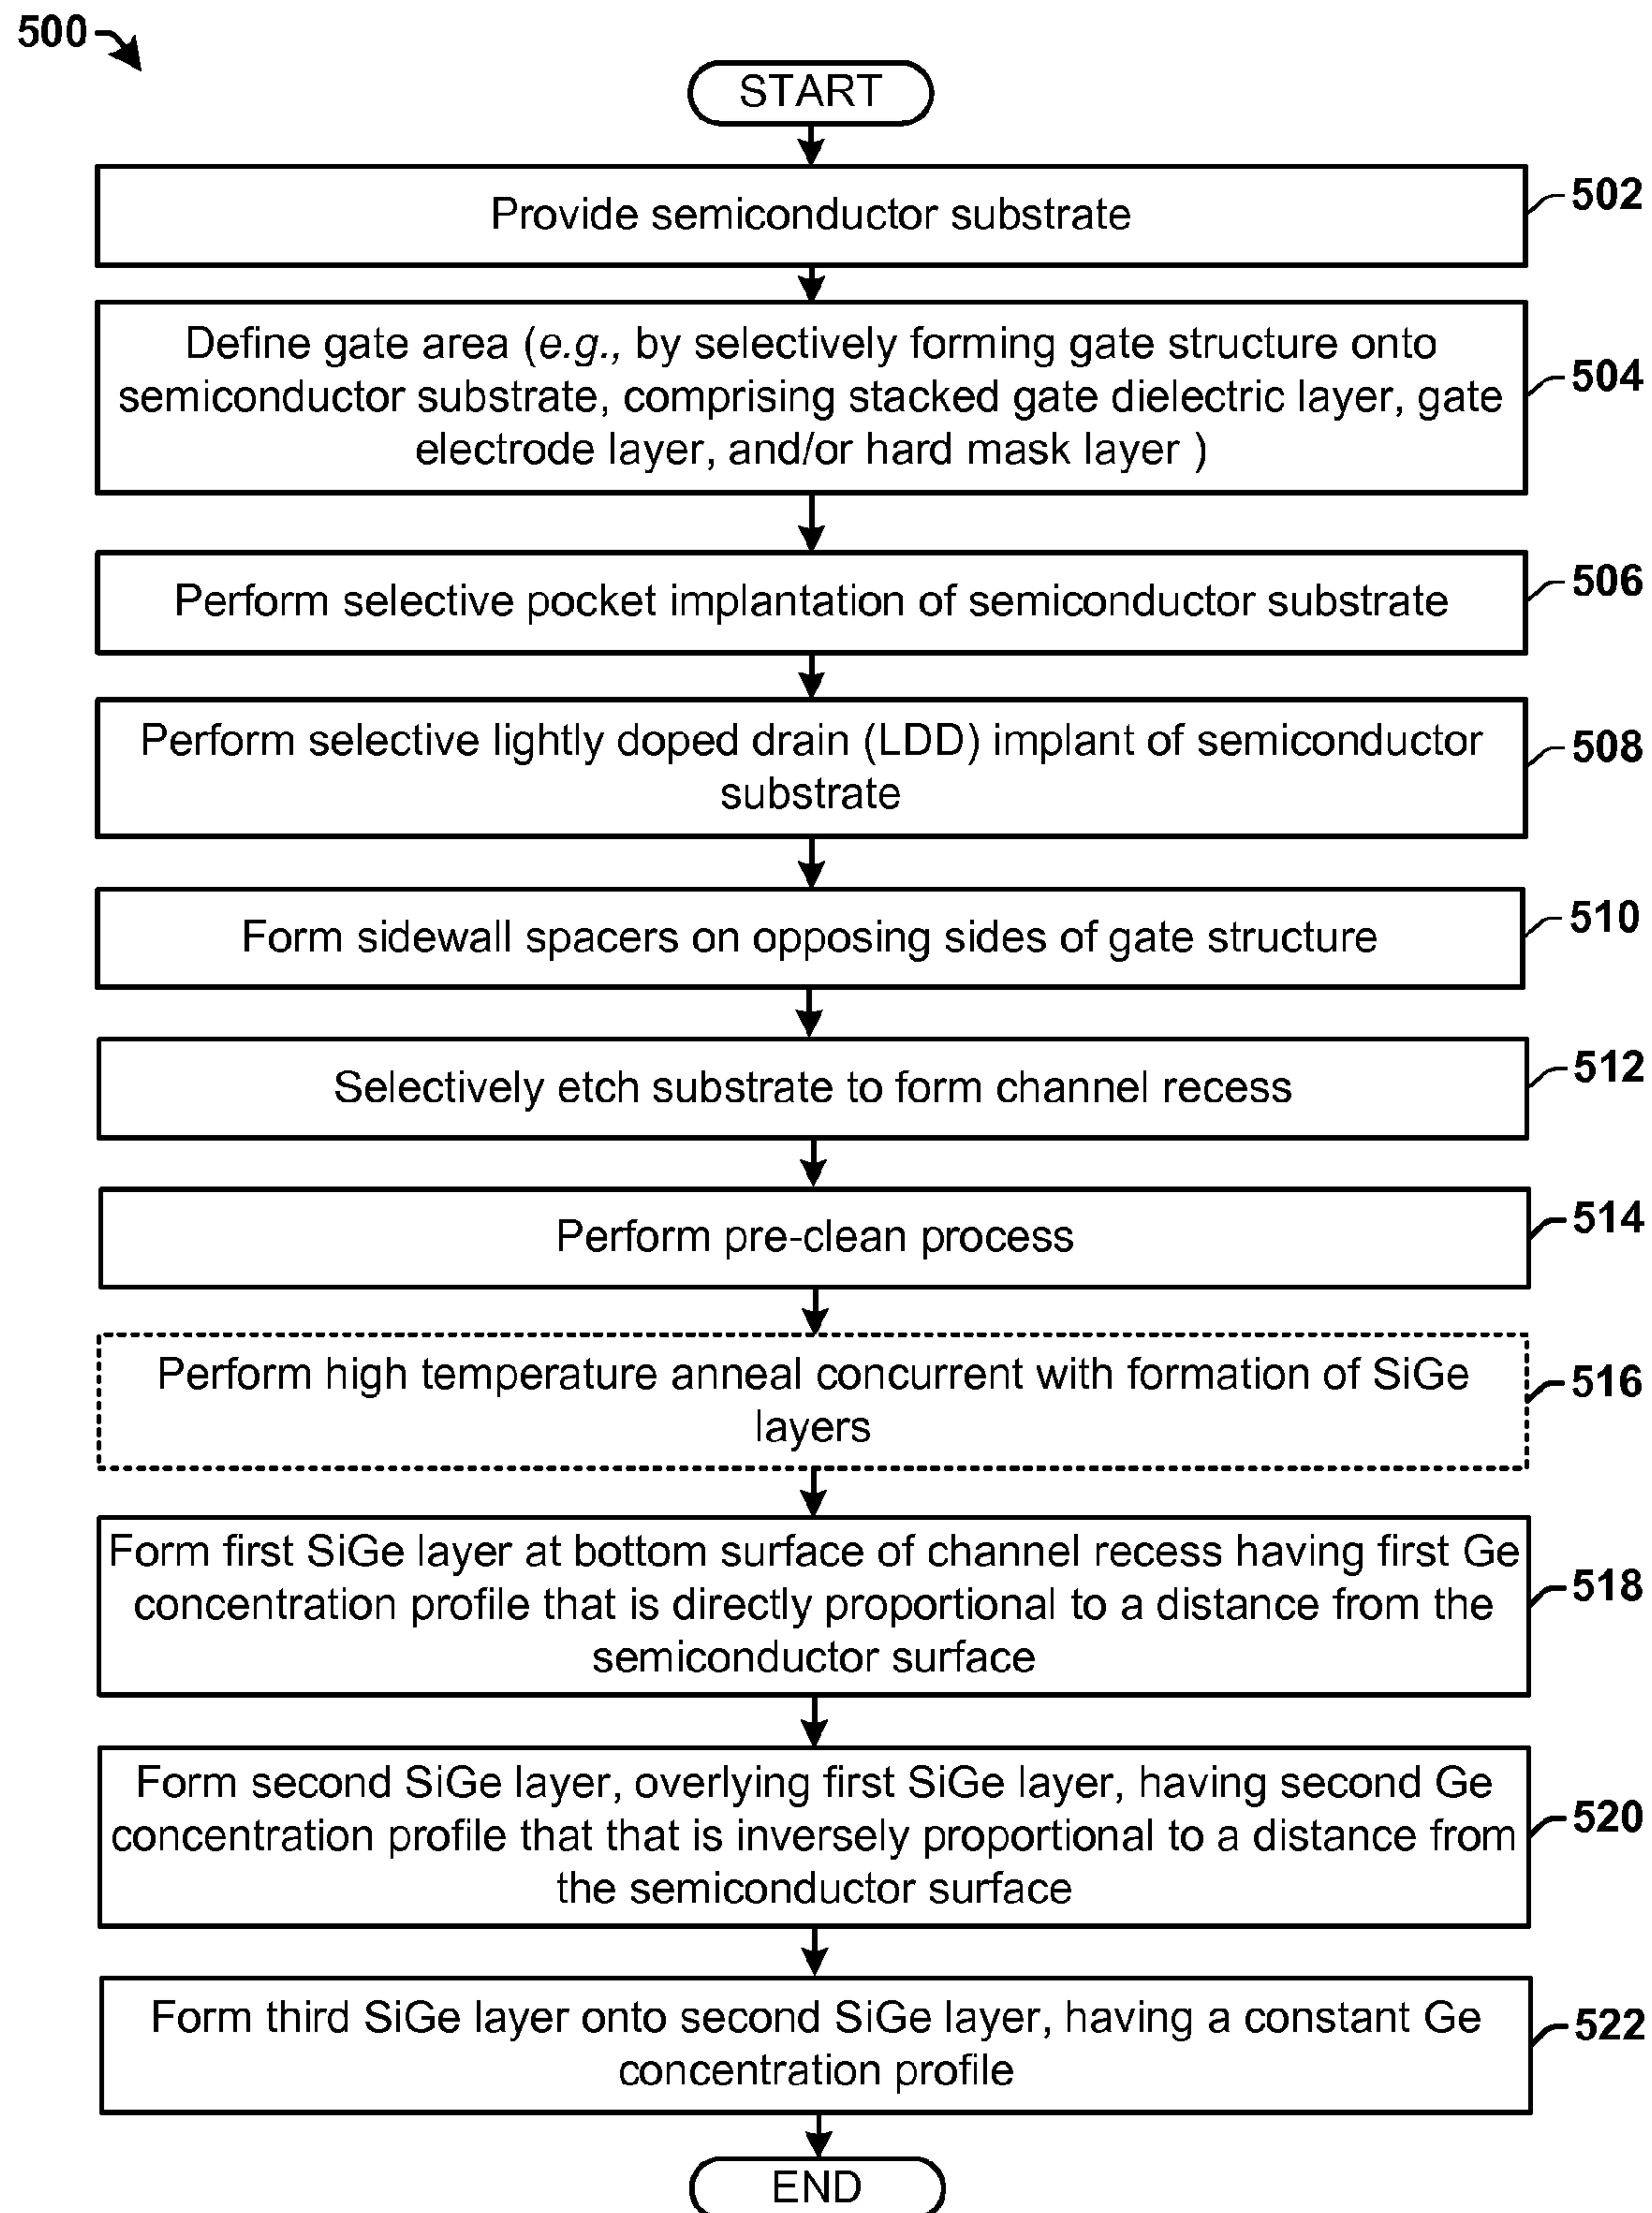 500
START
Provide semiconductor substrate
502
Define gate area (e.g., by selectively forming gate structure onto
semiconductor substrate, comprising stacked gate dielectric layer, gate
electrode layer, and/or hard mask layer )
504
Perform selective pocket implantation of semiconductor substrate
506
Perform selective lightly doped drain (LDD) implant of semiconductor
substrate
508
Form sidewall spacers on opposing sides of gate structure
510
Selectively etch substrate to form channel recess
512
Perform pre-clean process
514
Perform high temperature anneal concurrent with formation of SiGe
layers
516
Form first SiGe layer at bottom surface of channel recess having first Ge
concentration profile that is directly proportional to a distance from the
semiconductor surface
518
Form second SiGe layer, overlying first SiGe layer, having second Ge
concentration profile that that is inversely proportional to a distance from
the semiconductor surface
520
Form third SiGe layer onto second SiGe layer, having a constant Ge
concentration profile
522
END